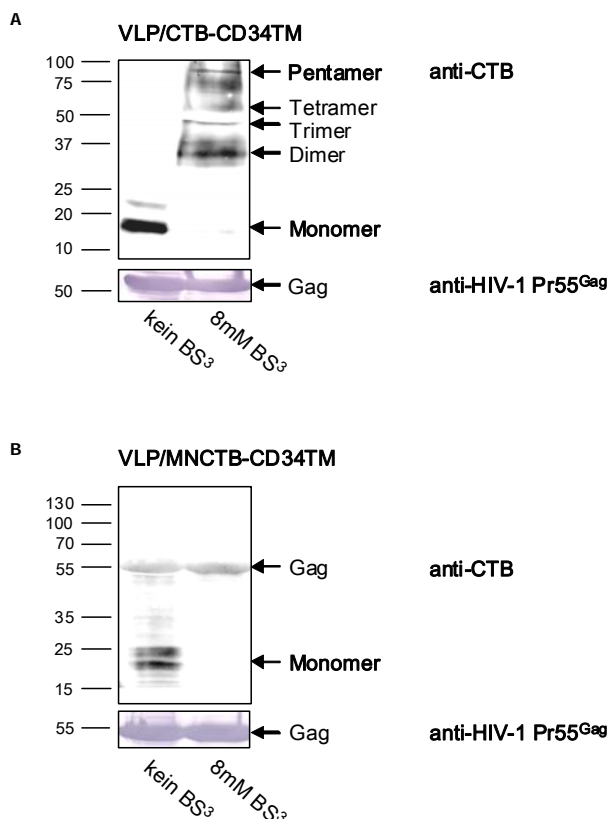 A
VLP/CTB-CD34TM
100
75
50
37
25
20
10
Pentamer
Tetramer
Trimer
Dimer
Monomer
anti-CTB
50
Gag
anti-HIV-1 Pr55Gag
kein BS3
8mM BS3
B
VLP/MNCTB-CD34TM
130
100
70
55
35
25
15
Gag
Monomer
anti-CTB
55
Gag
anti-HIV-1 Pr55Gag
kein BS3
8mM BS3